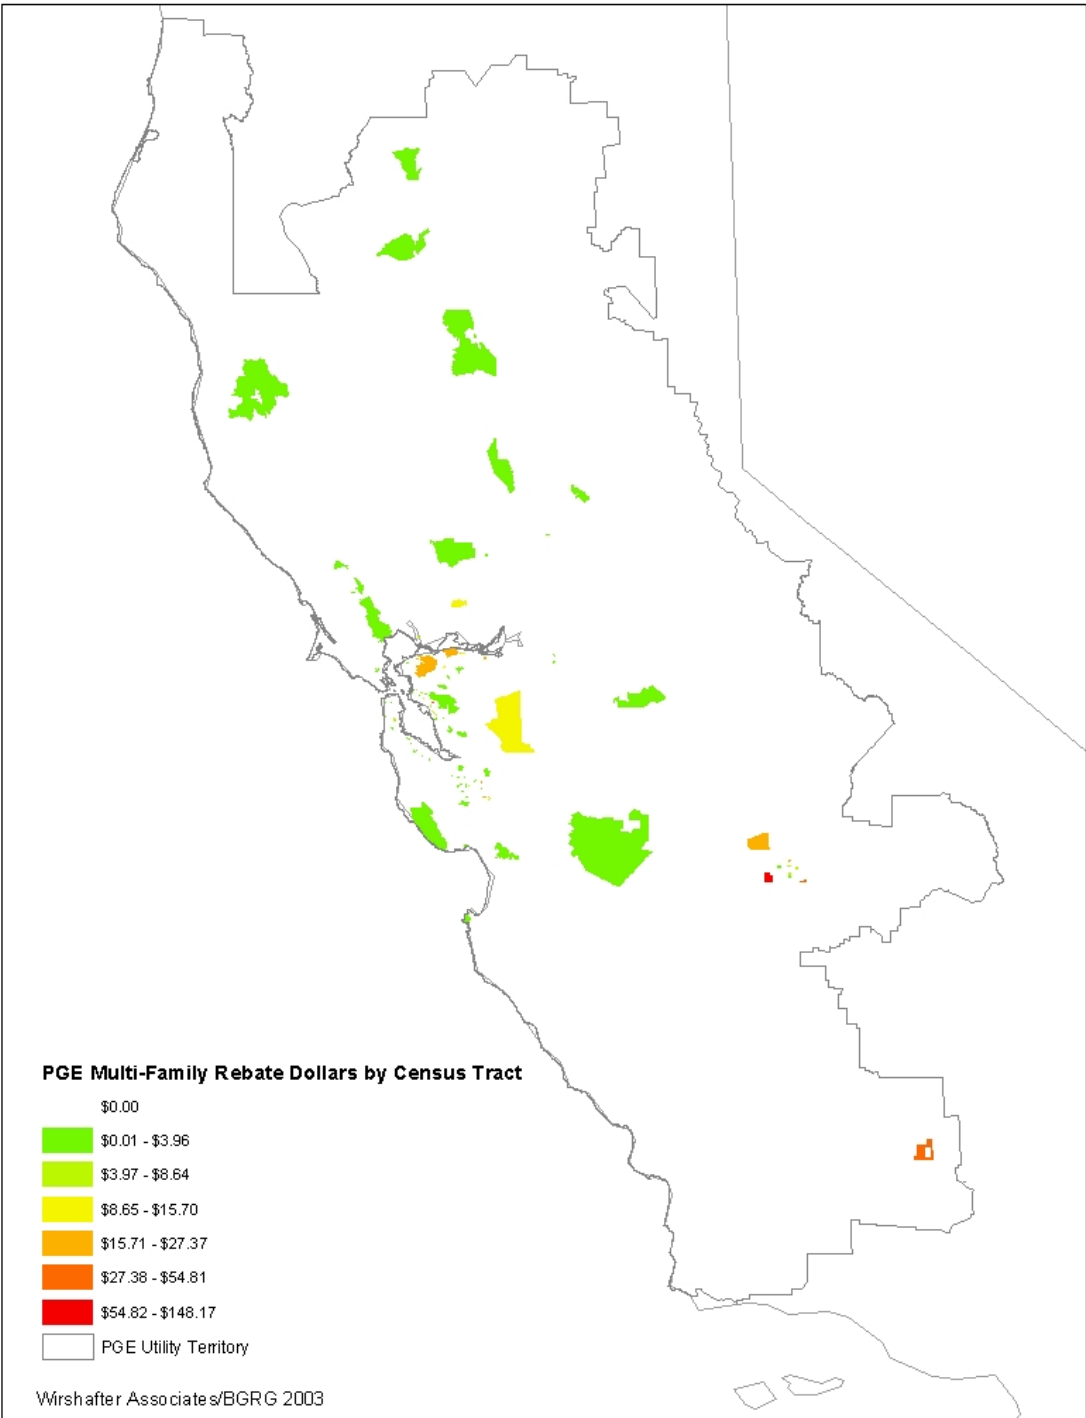 PGE Multi-Family Rebate Dollars by Census Tract
$0.00
$0.01 - $3.96
$3.97 - $8.64
$8.65 - $15.70
$15.71 - $27.37
$27.38 - $54.81
$54.82 - $148.17
PGE Utility Territory
Wirshafter Associates/BGRG 2003